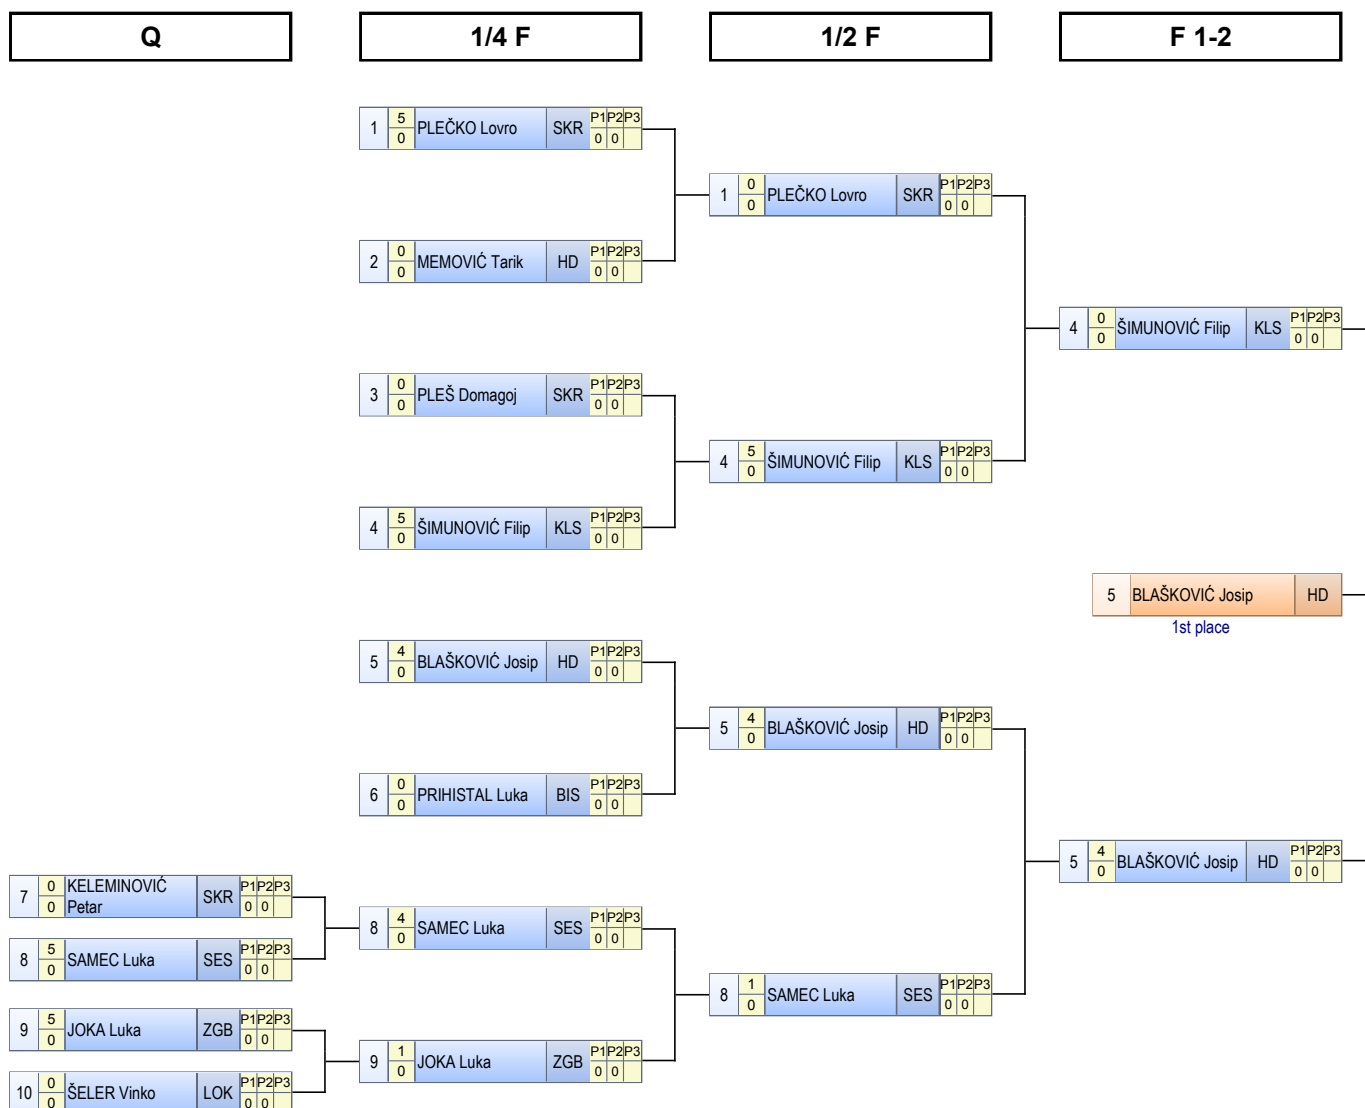 Q
1/4 F
1/2 F
F 1-2
1 5 0 PLEČKO Lovro SKR P1 P2 P3 0 0
1 0 0 PLEČKO Lovro SKR P1 P2 P3 0 0
2 0 0 MEMOVIĆ Tarik HD P1 P2 P3 0 0
4 0 0 ŠIMUNOVIĆ Filip KLS P1 P2 P3 0 0
3 0 0 PLEŠ Domagoj SKR P1 P2 P3 0 0
4 5 0 ŠIMUNOVIĆ Filip KLS P1 P2 P3 0 0
4 5 0 ŠIMUNOVIĆ Filip KLS P1 P2 P3 0 0
5 BLAŠKOVIĆ Josip HD
1st place
5 4 0 BLAŠKOVIĆ Josip HD P1 P2 P3 0 0
5 4 0 BLAŠKOVIĆ Josip HD P1 P2 P3 0 0
6 0 0 PRIHISTAL Luka BIS P1 P2 P3 0 0
5 4 0 BLAŠKOVIĆ Josip HD P1 P2 P3 0 0
7 0 0 KELEMINOVIĆ
Petar SKR P1 P2 P3 0 0
8 4 0 SAMEC Luka SES P1 P2 P3 0 0
8 5 0 SAMEC Luka SES P1 P2 P3 0 0
8 1 0 SAMEC Luka SES P1 P2 P3 0 0
9 5 0 JOKA Luka ZGB P1 P2 P3 0 0
9 1 0 JOKA Luka ZGB P1 P2 P3 0 0
10 0 0 ŠELER Vinko LOK P1 P2 P3 0 0